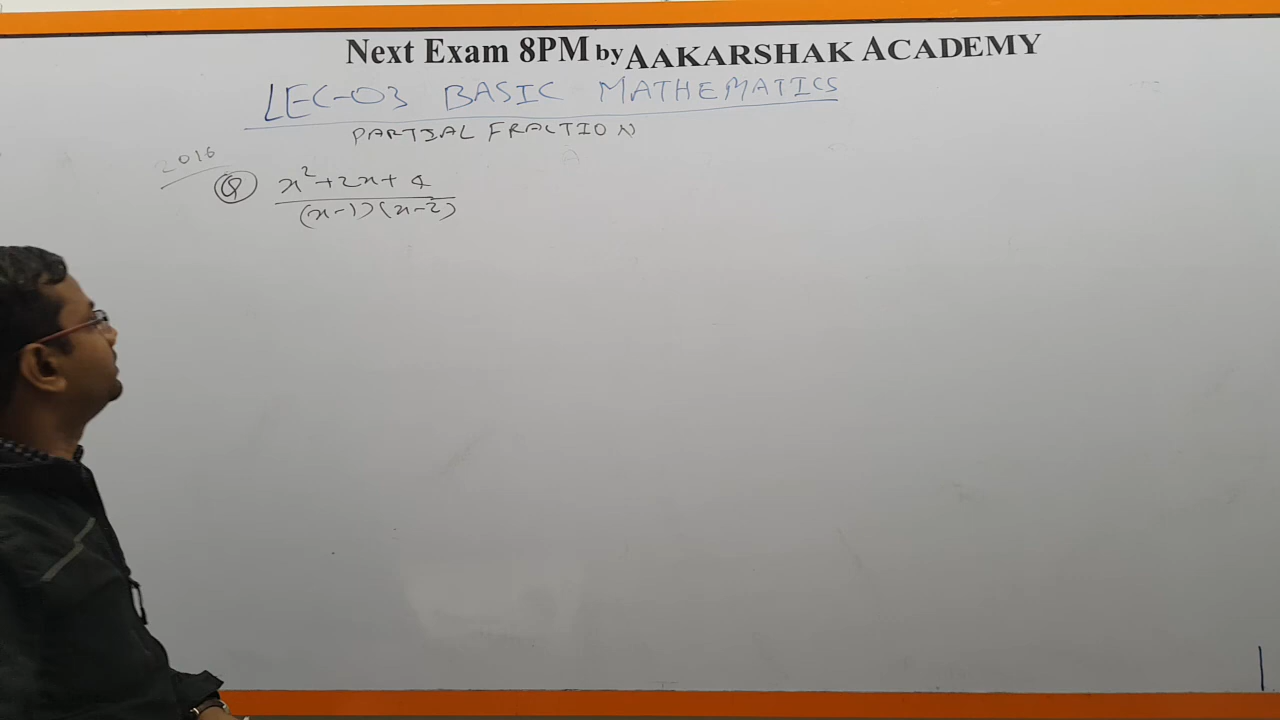 Next Exam 8PM by AAKARSHAK ACADEMY
LEC-03 BASIC MATHEMATICS
PARTIAL FRACTION
2016
Q x²+2x+4
(x-1)(x-2)